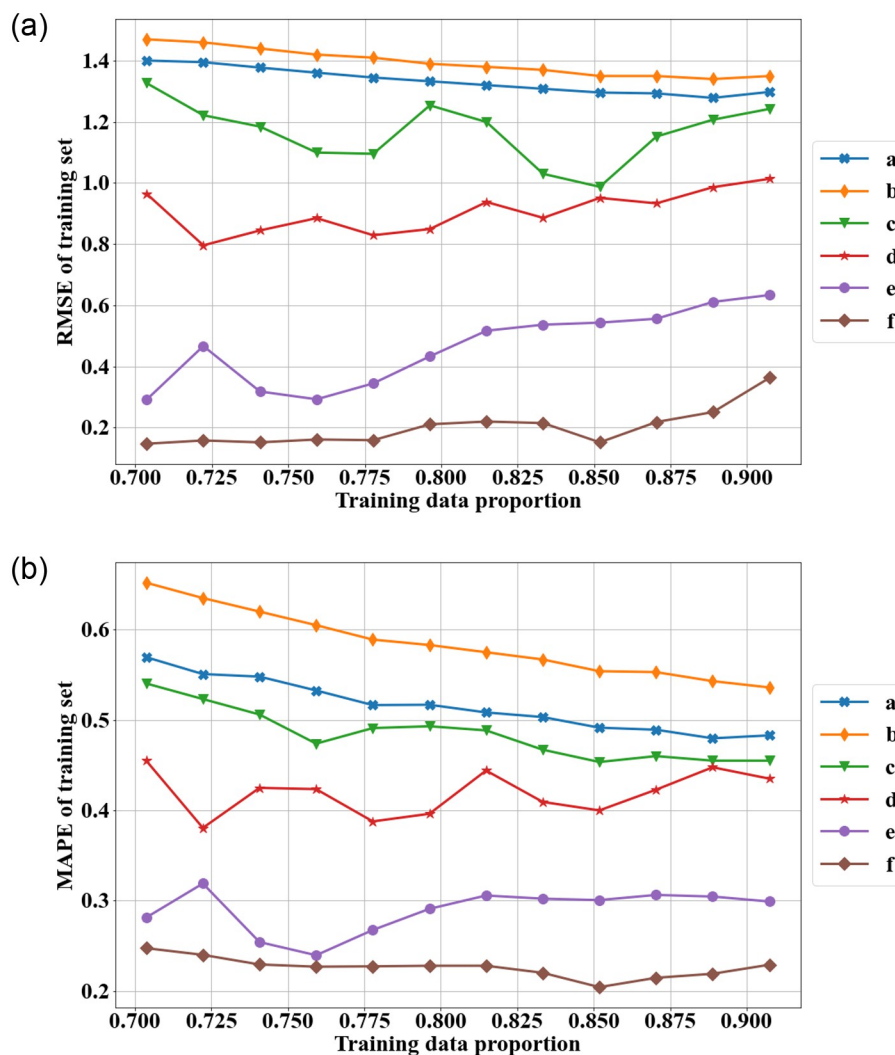 (a)
1.4
1.2
1.0
0.8
0.6
0.4
0.2
RMSE of training set
0.700 0.725 0.750 0.775 0.800 0.825 0.850 0.875 0.900
Training data proportion
a
b
c
d
e
f
(b)
0.6
0.5
0.4
0.3
0.2
MAPE of training set
0.700 0.725 0.750 0.775 0.800 0.825 0.850 0.875 0.900
Training data proportion
a
b
c
d
e
f